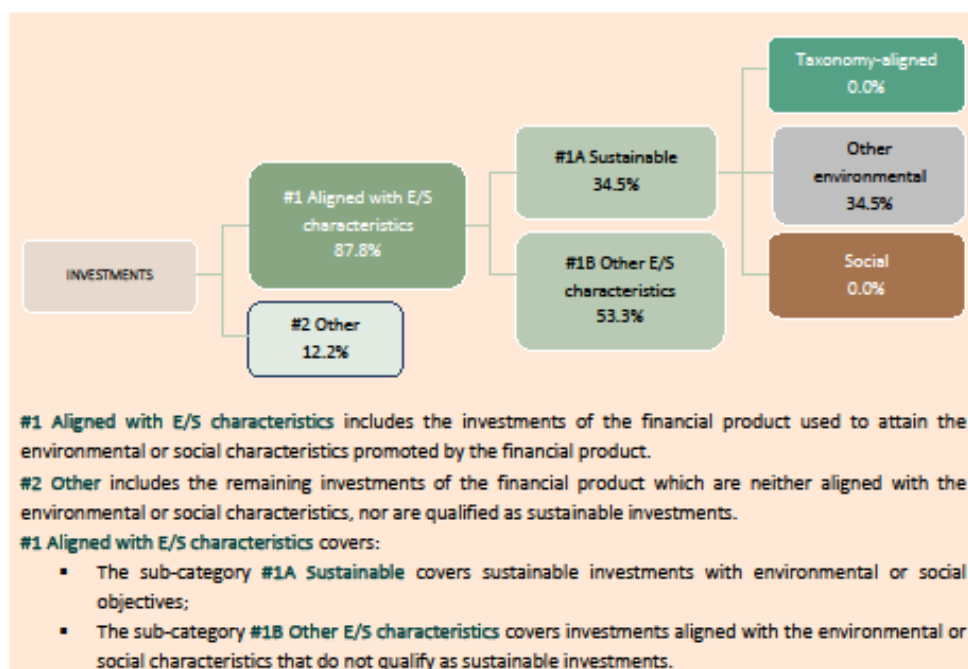 Taxonomy-aligned
0.0%
#1A Sustainable
34.5%
Other
environmental
34.5%
#1 Aligned with E/S
characteristics
87.8%
INVESTMENTS
#1B Other E/S
characteristics
53.3%
Social
0.0%
#2 Other
12.2%
#1 Aligned with E/S characteristics includes the investments of the financial product used to attain the
environmental or social characteristics promoted by the financial product.
#2 Other includes the remaining investments of the financial product which are neither aligned with the
environmental or social characteristics, nor are qualified as sustainable investments.
#1 Aligned with E/S characteristics covers:
▪ The sub-category #1A Sustainable covers sustainable investments with environmental or social
objectives;
▪ The sub-category #1B Other E/S characteristics covers investments aligned with the environmental or
social characteristics that do not qualify as sustainable investments.